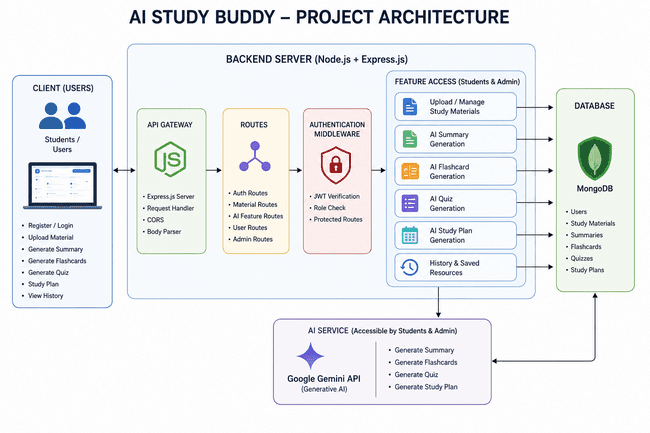 AI STUDY BUDDY – PROJECT ARCHITECTURE
BACKEND SERVER (Node.js + Express.js)
CLIENT (USERS)
Students /
Users
• Register / Login
• Upload Material
• Generate Summary
• Generate Flashcards
• Generate Quiz
• Study Plan
• View History
API GATEWAY
JS
• Express.js Server
• Request Handler
• CORS
• Body Parser
ROUTES
• Auth Routes
• Material Routes
• AI Feature Routes
• User Routes
• Admin Routes
AUTHENTICATION
MIDDLEWARE
• JWT Verification
• Role Check
• Protected Routes
FEATURE ACCESS (Students & Admin)
Upload / Manage
Study Materials
AI Summary
Generation
AI Flashcard
Generation
AI Quiz
Generation
AI Study Plan
Generation
History & Saved
Resources
DATABASE
MongoDB
• Users
• Study Materials
• Summaries
• Flashcards
• Quizzes
• Study Plans
AI SERVICE (Accessible by Students & Admin)
Google Gemini API
(Generative AI)
• Generate Summary
• Generate Flashcards
• Generate Quiz
• Generate Study Plan